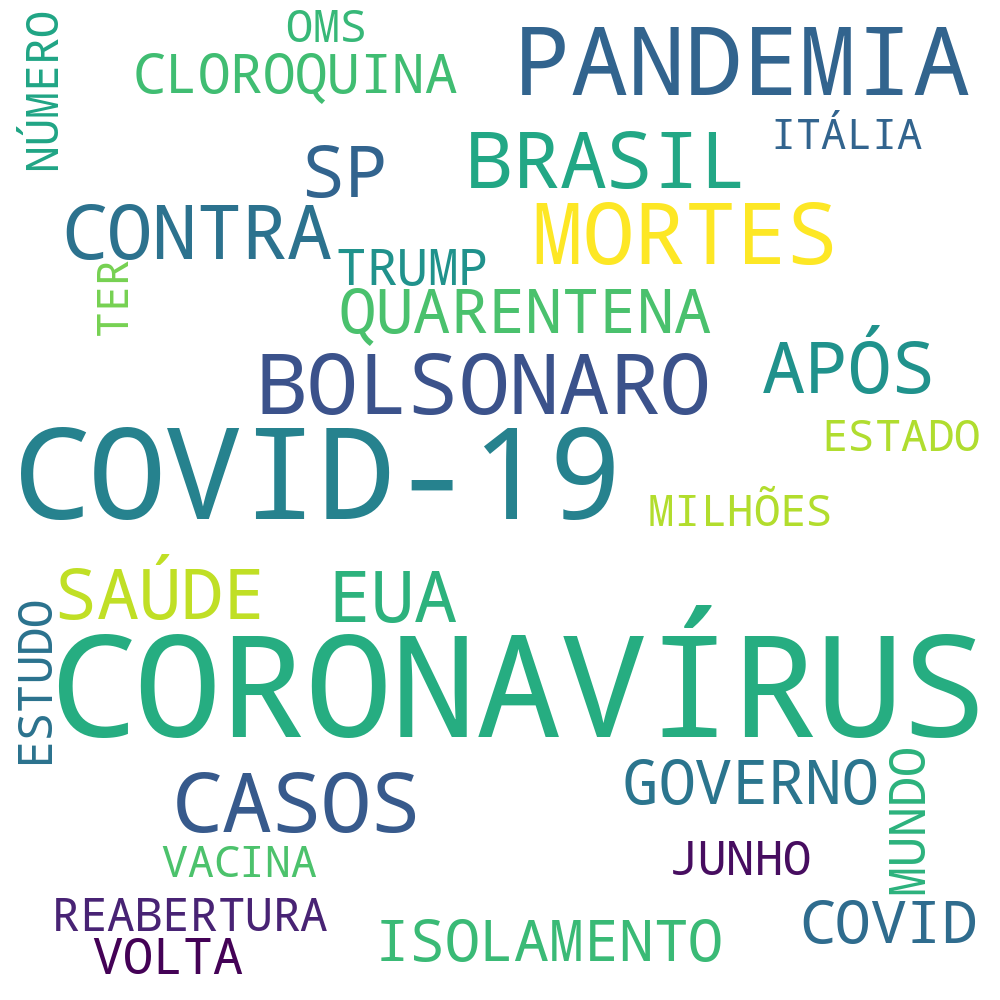 NÚMERO
OMS
CLOROQUINA
PANDEMIA
ITÁLIA
SP
BRASIL
CONTRA
MORTES
TER
TRUMP
QUARENTENA
BOLSONARO
APÓS
ESTADO
COVID-19
MILHÕES
SAÚDE
EUA
ESTUDO
CORONAVÍRUS
CASOS
GOVERNO
MUNDO
VACINA
JUNHO
REABERTURA
COVID
VOLTA
ISOLAMENTO